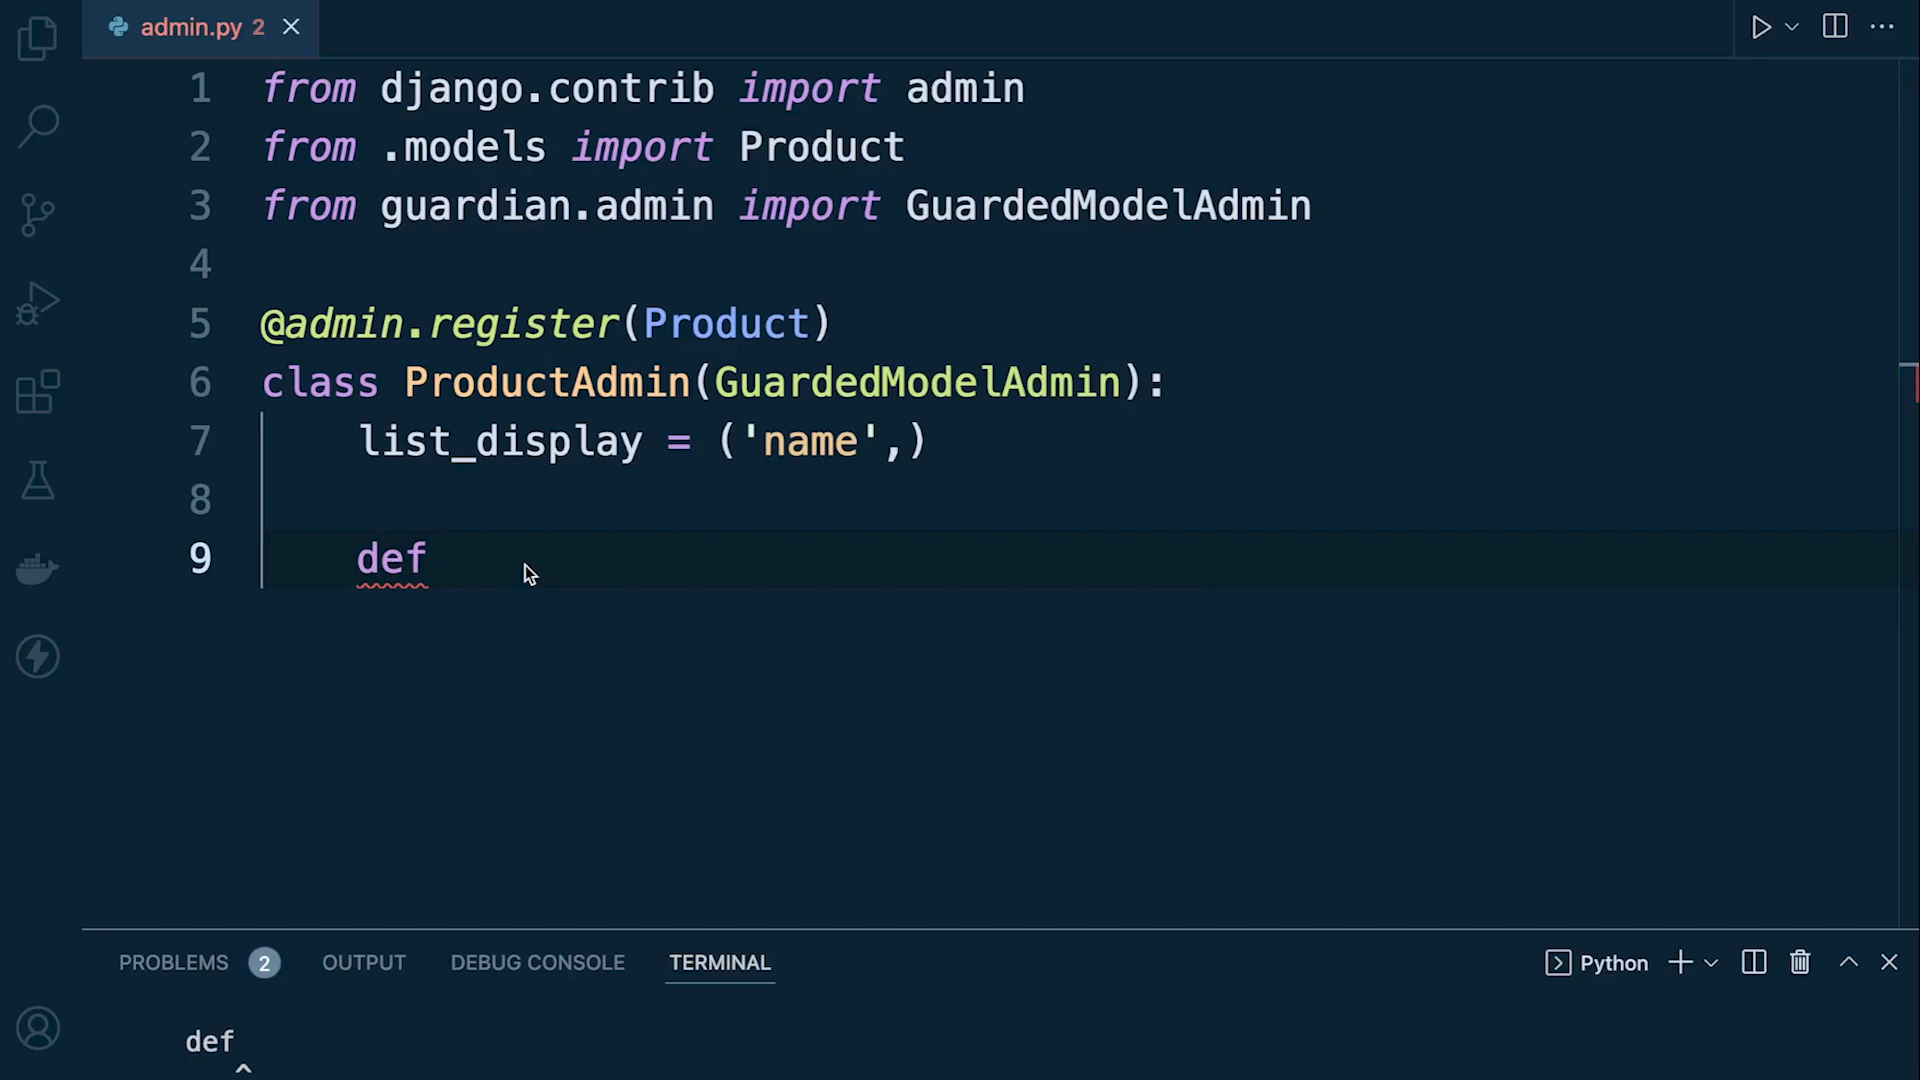 admin.py 2
1 from django.contrib import admin
2 from .models import Product
3 from guardian.admin import GuardedModelAdmin
4
5 @admin.register(Product)
6 class ProductAdmin(GuardedModelAdmin):
7     list_display = ('name',)
8
9     def
PROBLEMS 2 OUTPUT DEBUG CONSOLE TERMINAL Python
def
^